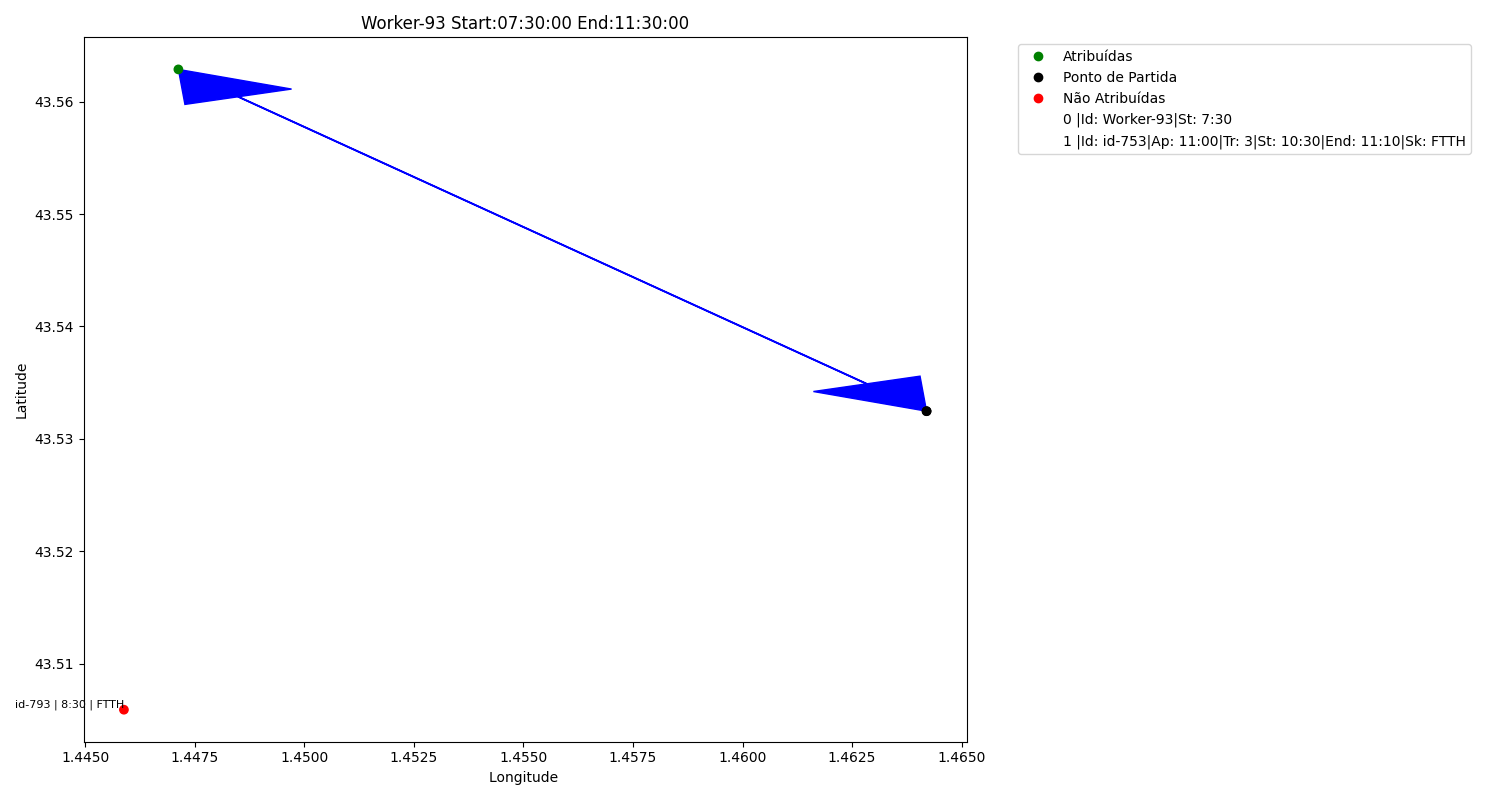 Worker-93 Start:07:30:00 End:11:30:00
Atribuídas
Ponto de Partida
Não Atribuídas
0 |Id: Worker-93|St: 7:30
1 |Id: id-753|Ap: 11:00|Tr: 3|St: 10:30|End: 11:10|Sk: FTTH
43.56
43.55
43.54
43.53
43.52
43.51
Latitude
id-793 | 8:30 | FTTH
1.4450 1.4475 1.4500 1.4525 1.4550 1.4575 1.4600 1.4625 1.4650
Longitude